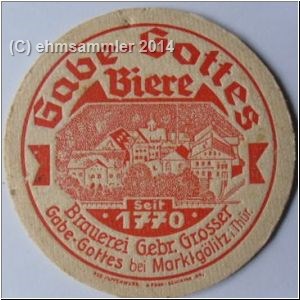 (C) ehmsammler 2014
Gabe Gottes
Biere
seit
· 1770 ·
Brauerei Gebr. Grosser
Gabe-Gottes bei Marktgölitz i. Thür.